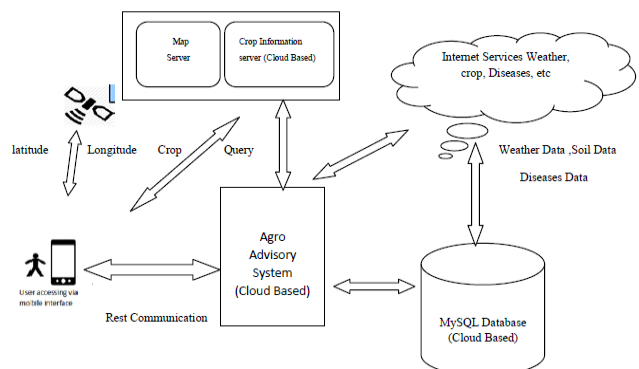 Map
Server
Crop Information
server (Cloud Based)
Internet Services Weather,
crop, Diseases, etc
latitude Longitude Crop Query
Weather Data ,Soil Data
Diseases Data
Agro
Advisory
System
(Cloud Based)
User accessing via
mobile interface
Rest Communication
MySQL Database
(Cloud Based)